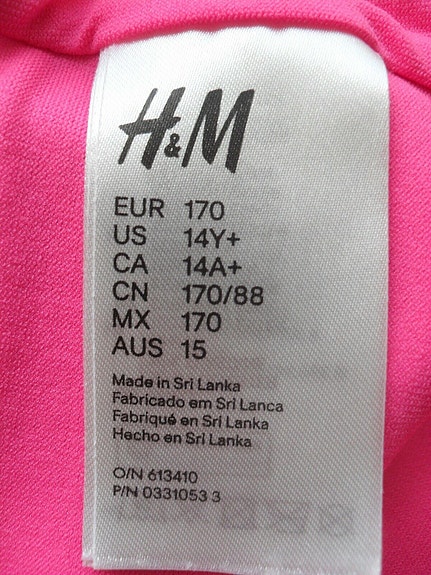 H&M
EUR 170
US 14Y+
CA 14A+
CN 170/88
MX 170
AUS 15
Made in Sri Lanka
Fabricado em Sri Lanca
Fabriqué en Sri Lanka
Hecho en Sri Lanka
O/N 613410
P/N 0331053 3